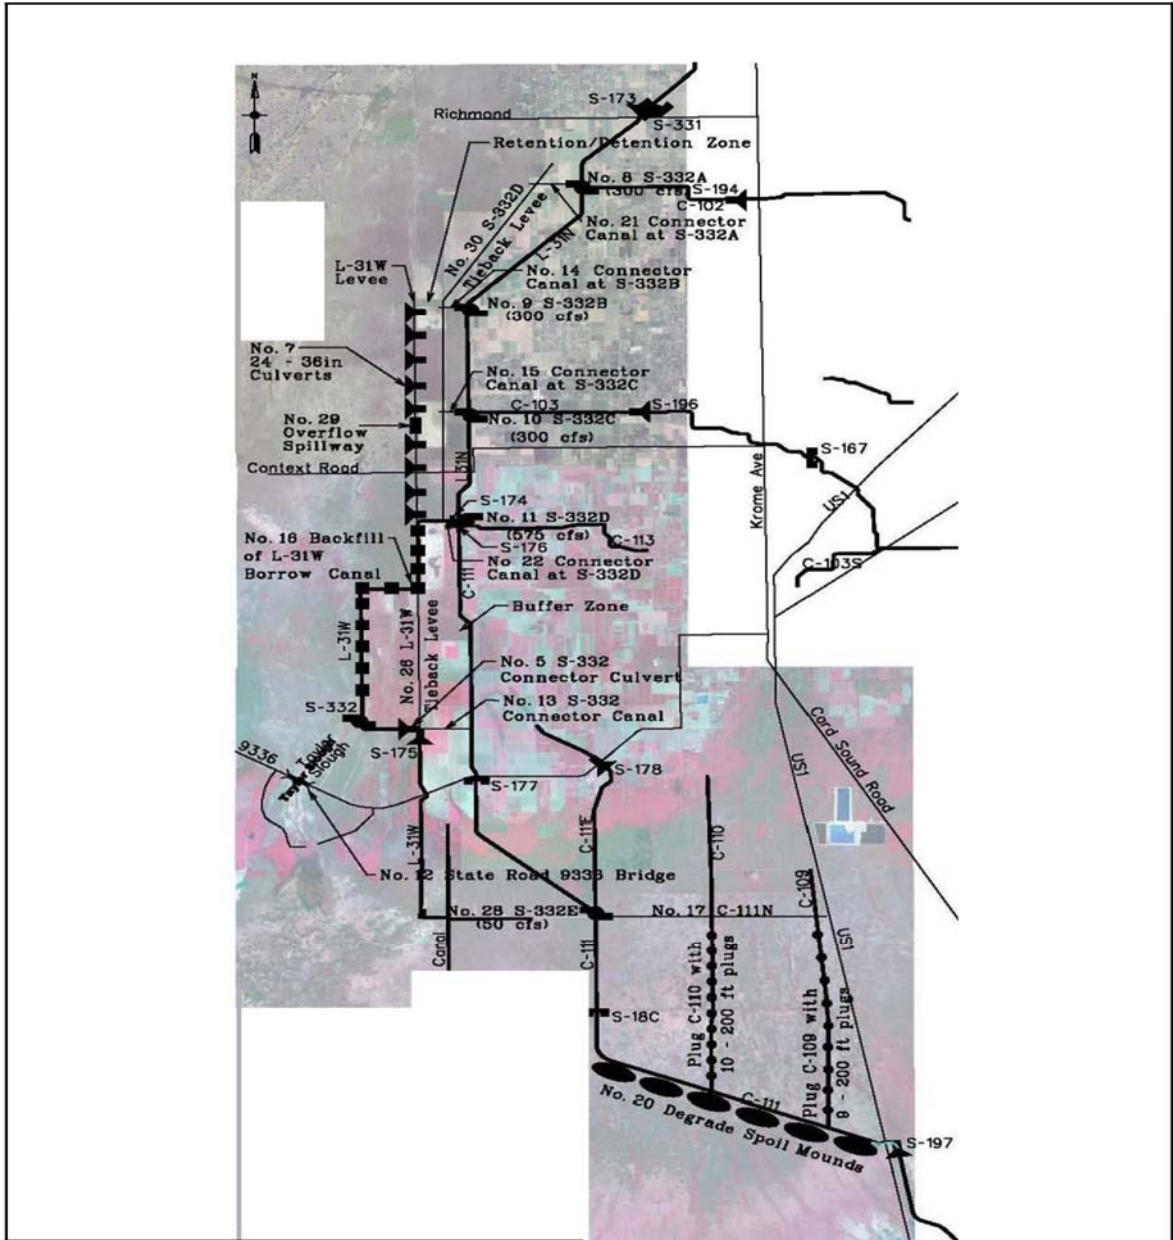 N
S-173
Richmond
S-331
Retention/Detention Zone
No. 8 S-332A
(300 cfs)
S-194
C-102
No. 30 S-332D
Tieback Levee
No. 21 Connector
Canal at S-332A
L-31N
L-31W
Levee
No. 14 Connector
Canal at S-332B
No. 9 S-332B
(300 cfs)
No. 7
24 - 36in
Culverts
No. 15 Connector
Canal at S-332C
C-103
S-196
No. 29
Overflow
Spillway
No. 10 S-332C
(300 cfs)
S-167
Context Road
L31N
Krome Ave
US1
S-174
No. 11 S-332D
(575 cfs)
S-176
C-113
No. 16 Backfill
of L-31W
Borrow Canal
No. 22 Connector
Canal at S-332D
C-103S
C-111
Buffer Zone
L-31W
No. 26 L-31W
Tieback Levee
No. 5 S-332
Connector Culvert
No. 13 S-332
Connector Canal
S-332
S-175
9336
Taylor
Slough
S-178
S-177
US1
Card Sound Road
C-111E
C-110
L-31W
No. 12 State Road 9336 Bridge
C-109
No. 28 S-332E
(50 cfs)
No. 17 C-111N
US1
Canal
C-111
Plug C-110 with
10 - 200 ft plugs
Plug C-109 with
9 - 200 ft plugs
S-18C
C-111
No. 20 Degrade Spoil Mounds
S-197